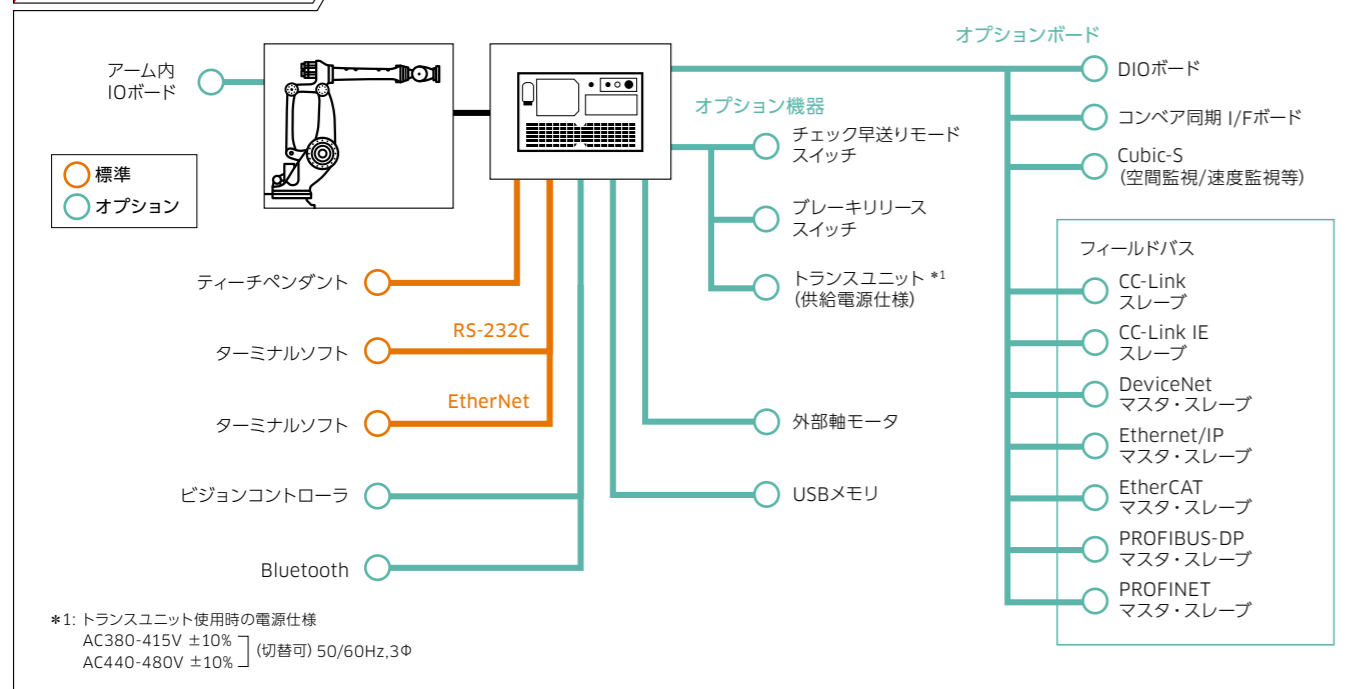 アーム内
IOボード
標準
オプション
ティーチペンダント
RS-232C
ターミナルソフト
EtherNet
ターミナルソフト
ビジョンコントローラ
Bluetooth
オプション機器
チェック早送りモード
スイッチ
ブレーキリリース
スイッチ
トランスユニット *1
(供給電源仕様)
外部軸モータ
USBメモリ
オプションボード
DIOボード
コンベア同期 I/Fボード
Cubic-S
(空間監視/速度監視等)
フィールドバス
CC-Link
スレーブ
CC-Link IE
スレーブ
DeviceNet
マスタ・スレーブ
Ethernet/IP
マスタ・スレーブ
EtherCAT
マスタ・スレーブ
PROFIBUS-DP
マスタ・スレーブ
PROFINET
マスタ・スレーブ
*1: トランスユニット使用時の電源仕様
AC380-415V ±10%
AC440-480V ±10%
(切替可) 50/60Hz,3Φ